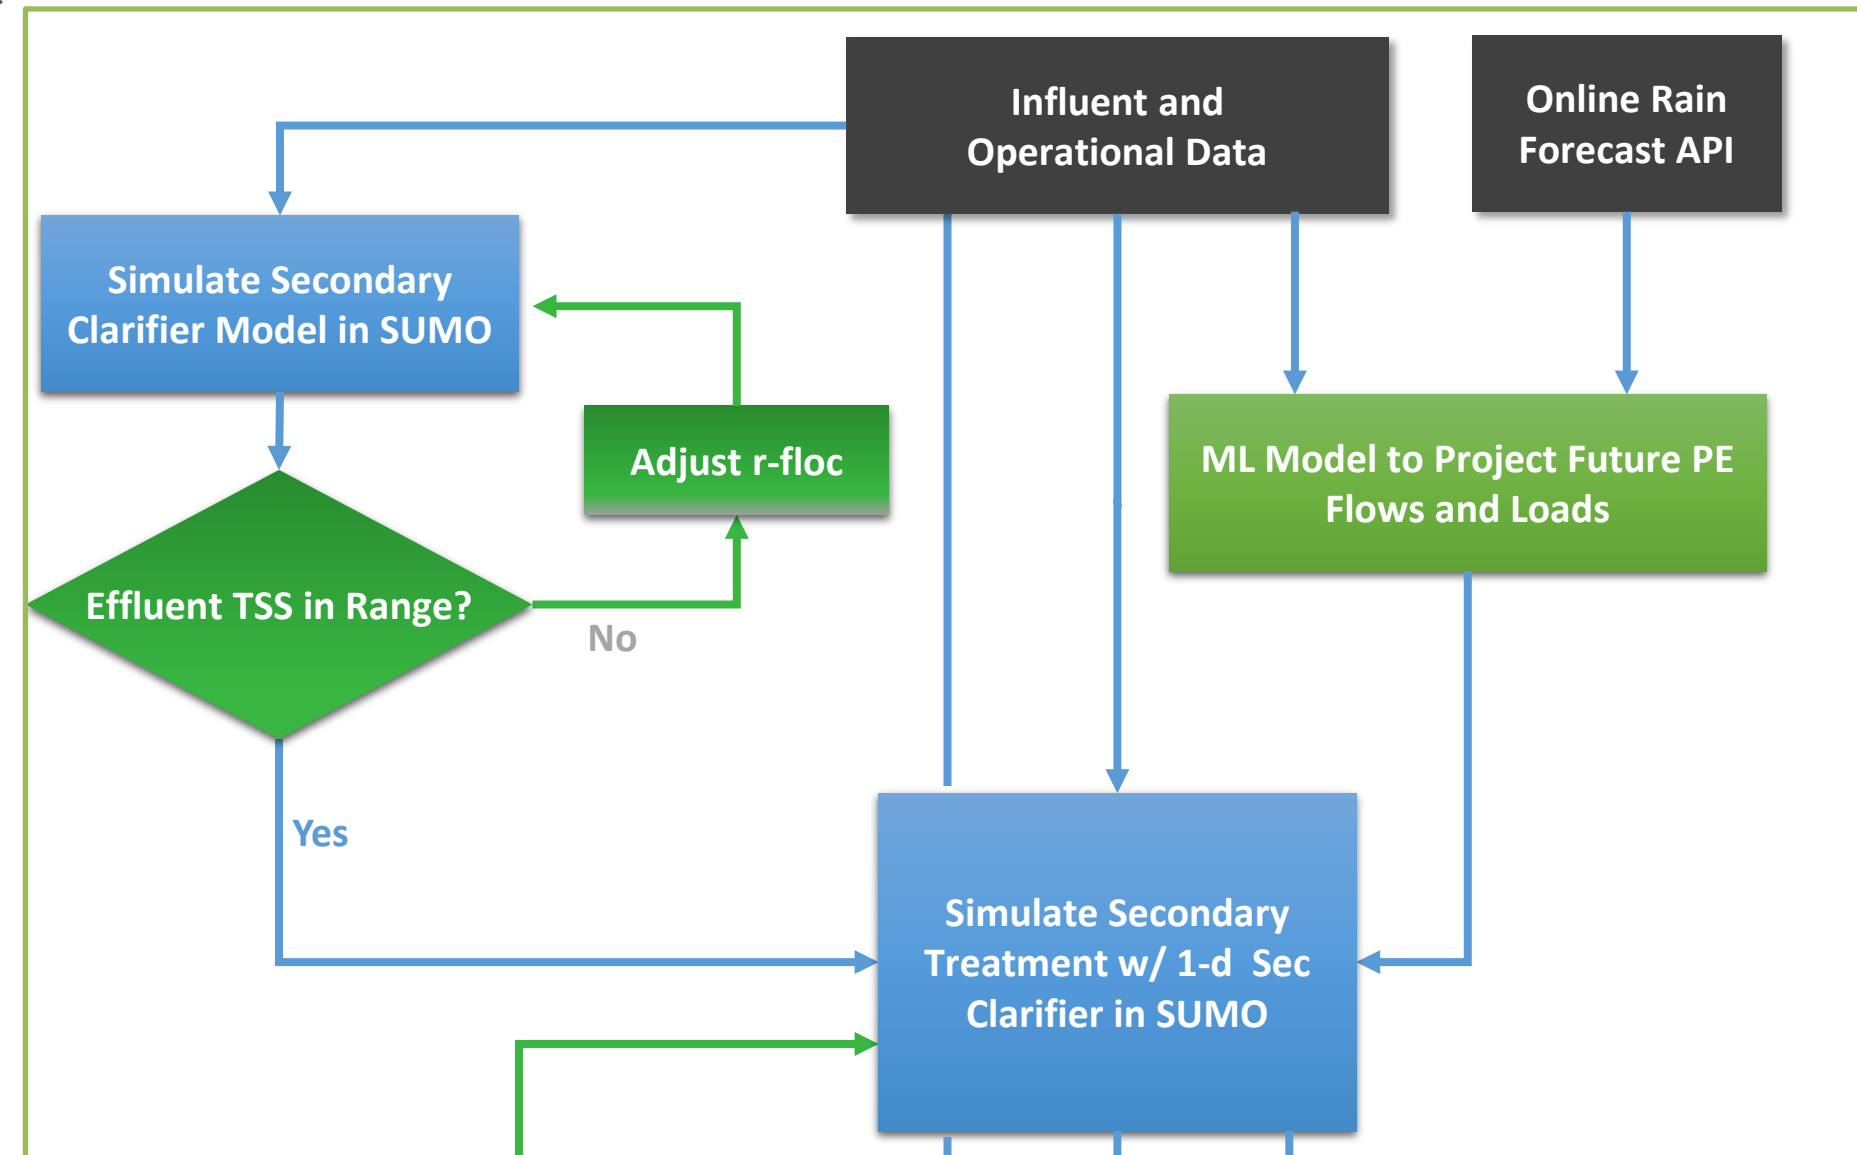 Influent and
Operational Data
Online Rain
Forecast API
Simulate Secondary
Clarifier Model in SUMO
Adjust r-floc
ML Model to Project Future PE
Flows and Loads
Effluent TSS in Range?
No
Yes
Simulate Secondary
Treatment w/ 1-d  Sec
Clarifier in SUMO